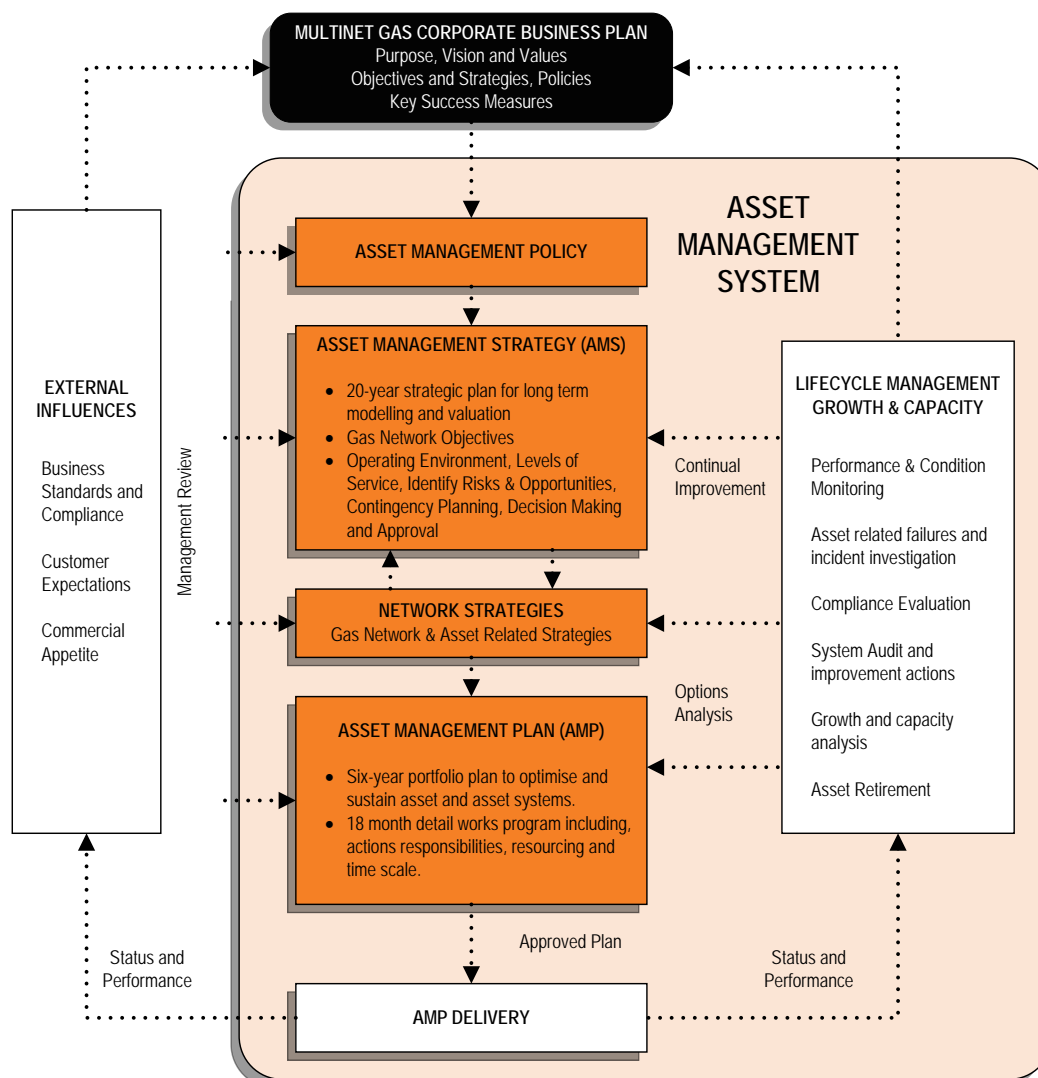 MULTINET GAS CORPORATE BUSINESS PLAN
Purpose, Vision and Values
Objectives and Strategies, Policies
Key Success Measures
ASSET
MANAGEMENT
SYSTEM
ASSET MANAGEMENT POLICY
ASSET MANAGEMENT STRATEGY (AMS)
• 20-year strategic plan for long term
modelling and valuation
• Gas Network Objectives
• Operating Environment, Levels of
Service, Identify Risks & Opportunities,
Contingency Planning, Decision Making
and Approval
EXTERNAL
INFLUENCES
Business
Standards and
Compliance
Customer
Expectations
Commercial
Appetite
Management Review
Continual
Improvement
LIFECYCLE MANAGEMENT
GROWTH & CAPACITY
Performance & Condition
Monitoring
Asset related failures and
incident investigation
Compliance Evaluation
System Audit and
improvement actions
Growth and capacity
analysis
Asset Retirement
NETWORK STRATEGIES
Gas Network & Asset Related Strategies
Options
Analysis
ASSET MANAGEMENT PLAN (AMP)
• Six-year portfolio plan to optimise and
sustain asset and asset systems.
• 18 month detail works program including,
actions responsibilities, resourcing and
time scale.
Approved Plan
Status and
Performance
Status and
Performance
AMP DELIVERY